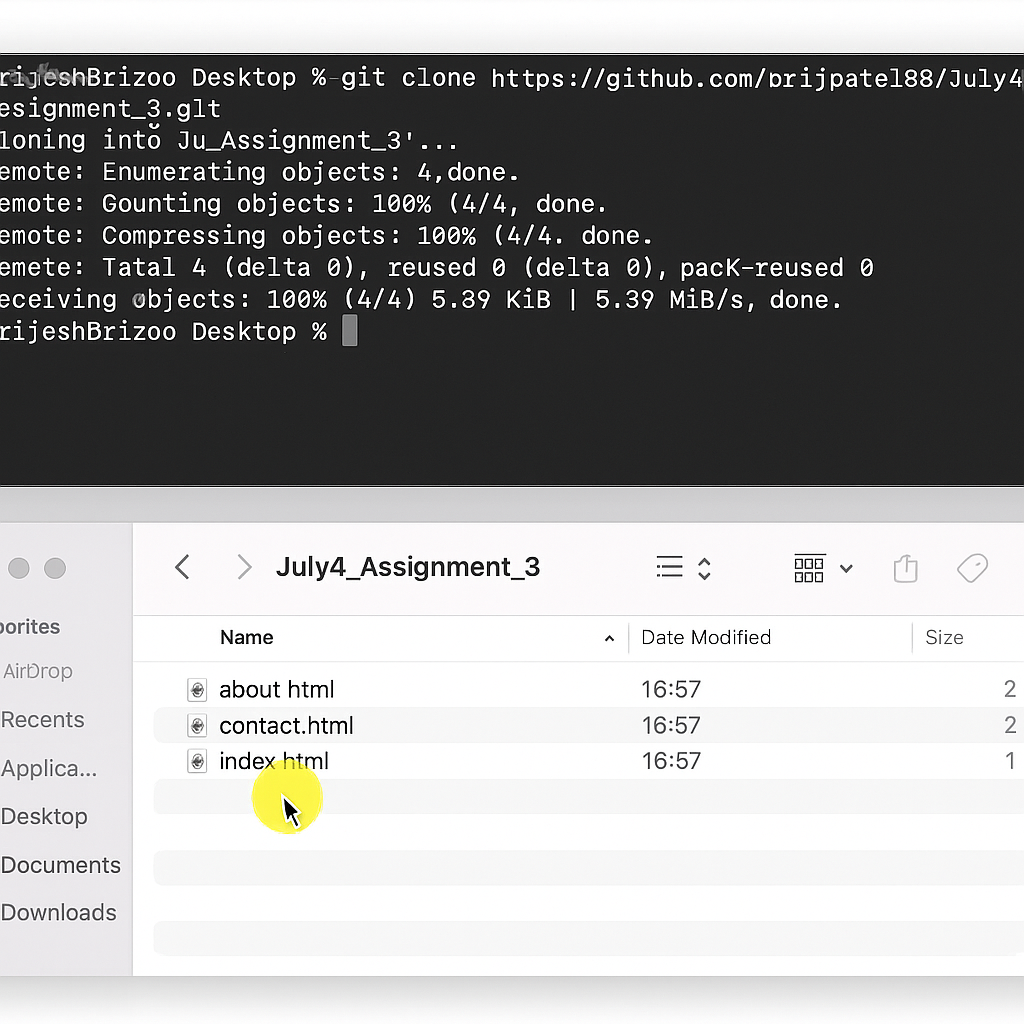 rijeshBrizoo Desktop % git clone https://github.com/brijpatel88/July4
esignment_3.glt
loning into Ju_Assignment_3'...
emote: Enumerating objects: 4,done.
emote: Gounting objects: 100% (4/4, done.
emote: Compressing objects: 100% (4/4. done.
emete: Tatal 4 (delta 0), reused 0 (delta 0), pacK-reused 0
eceiving objects: 100% (4/4) 5.39 KiB | 5.39 MiB/s, done.
rijeshBrizoo Desktop %
July4_Assignment_3
orites
AirDrop
Recents
Applica...
Desktop
Documents
Downloads
Name Date Modified Size
about html 16:57 2
contact.html 16:57 2
index html 16:57 1